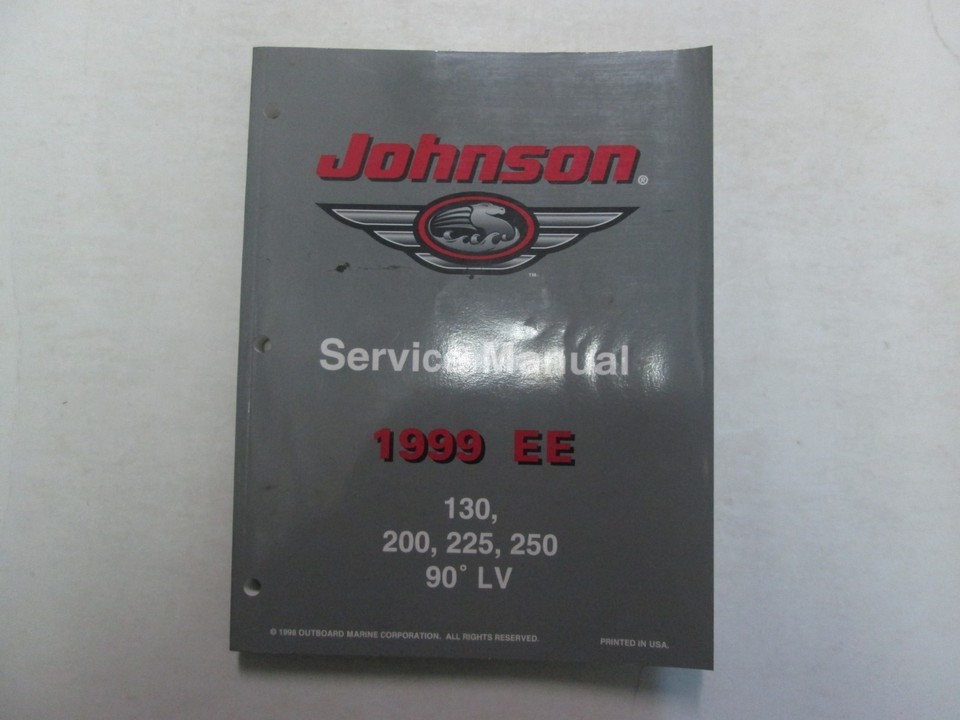 Johnson®
TM
Service Manual
1999 EE
130,
200, 225, 250
90° LV
© 1998 OUTBOARD MARINE CORPORATION. ALL RIGHTS RESERVED.
PRINTED IN USA.